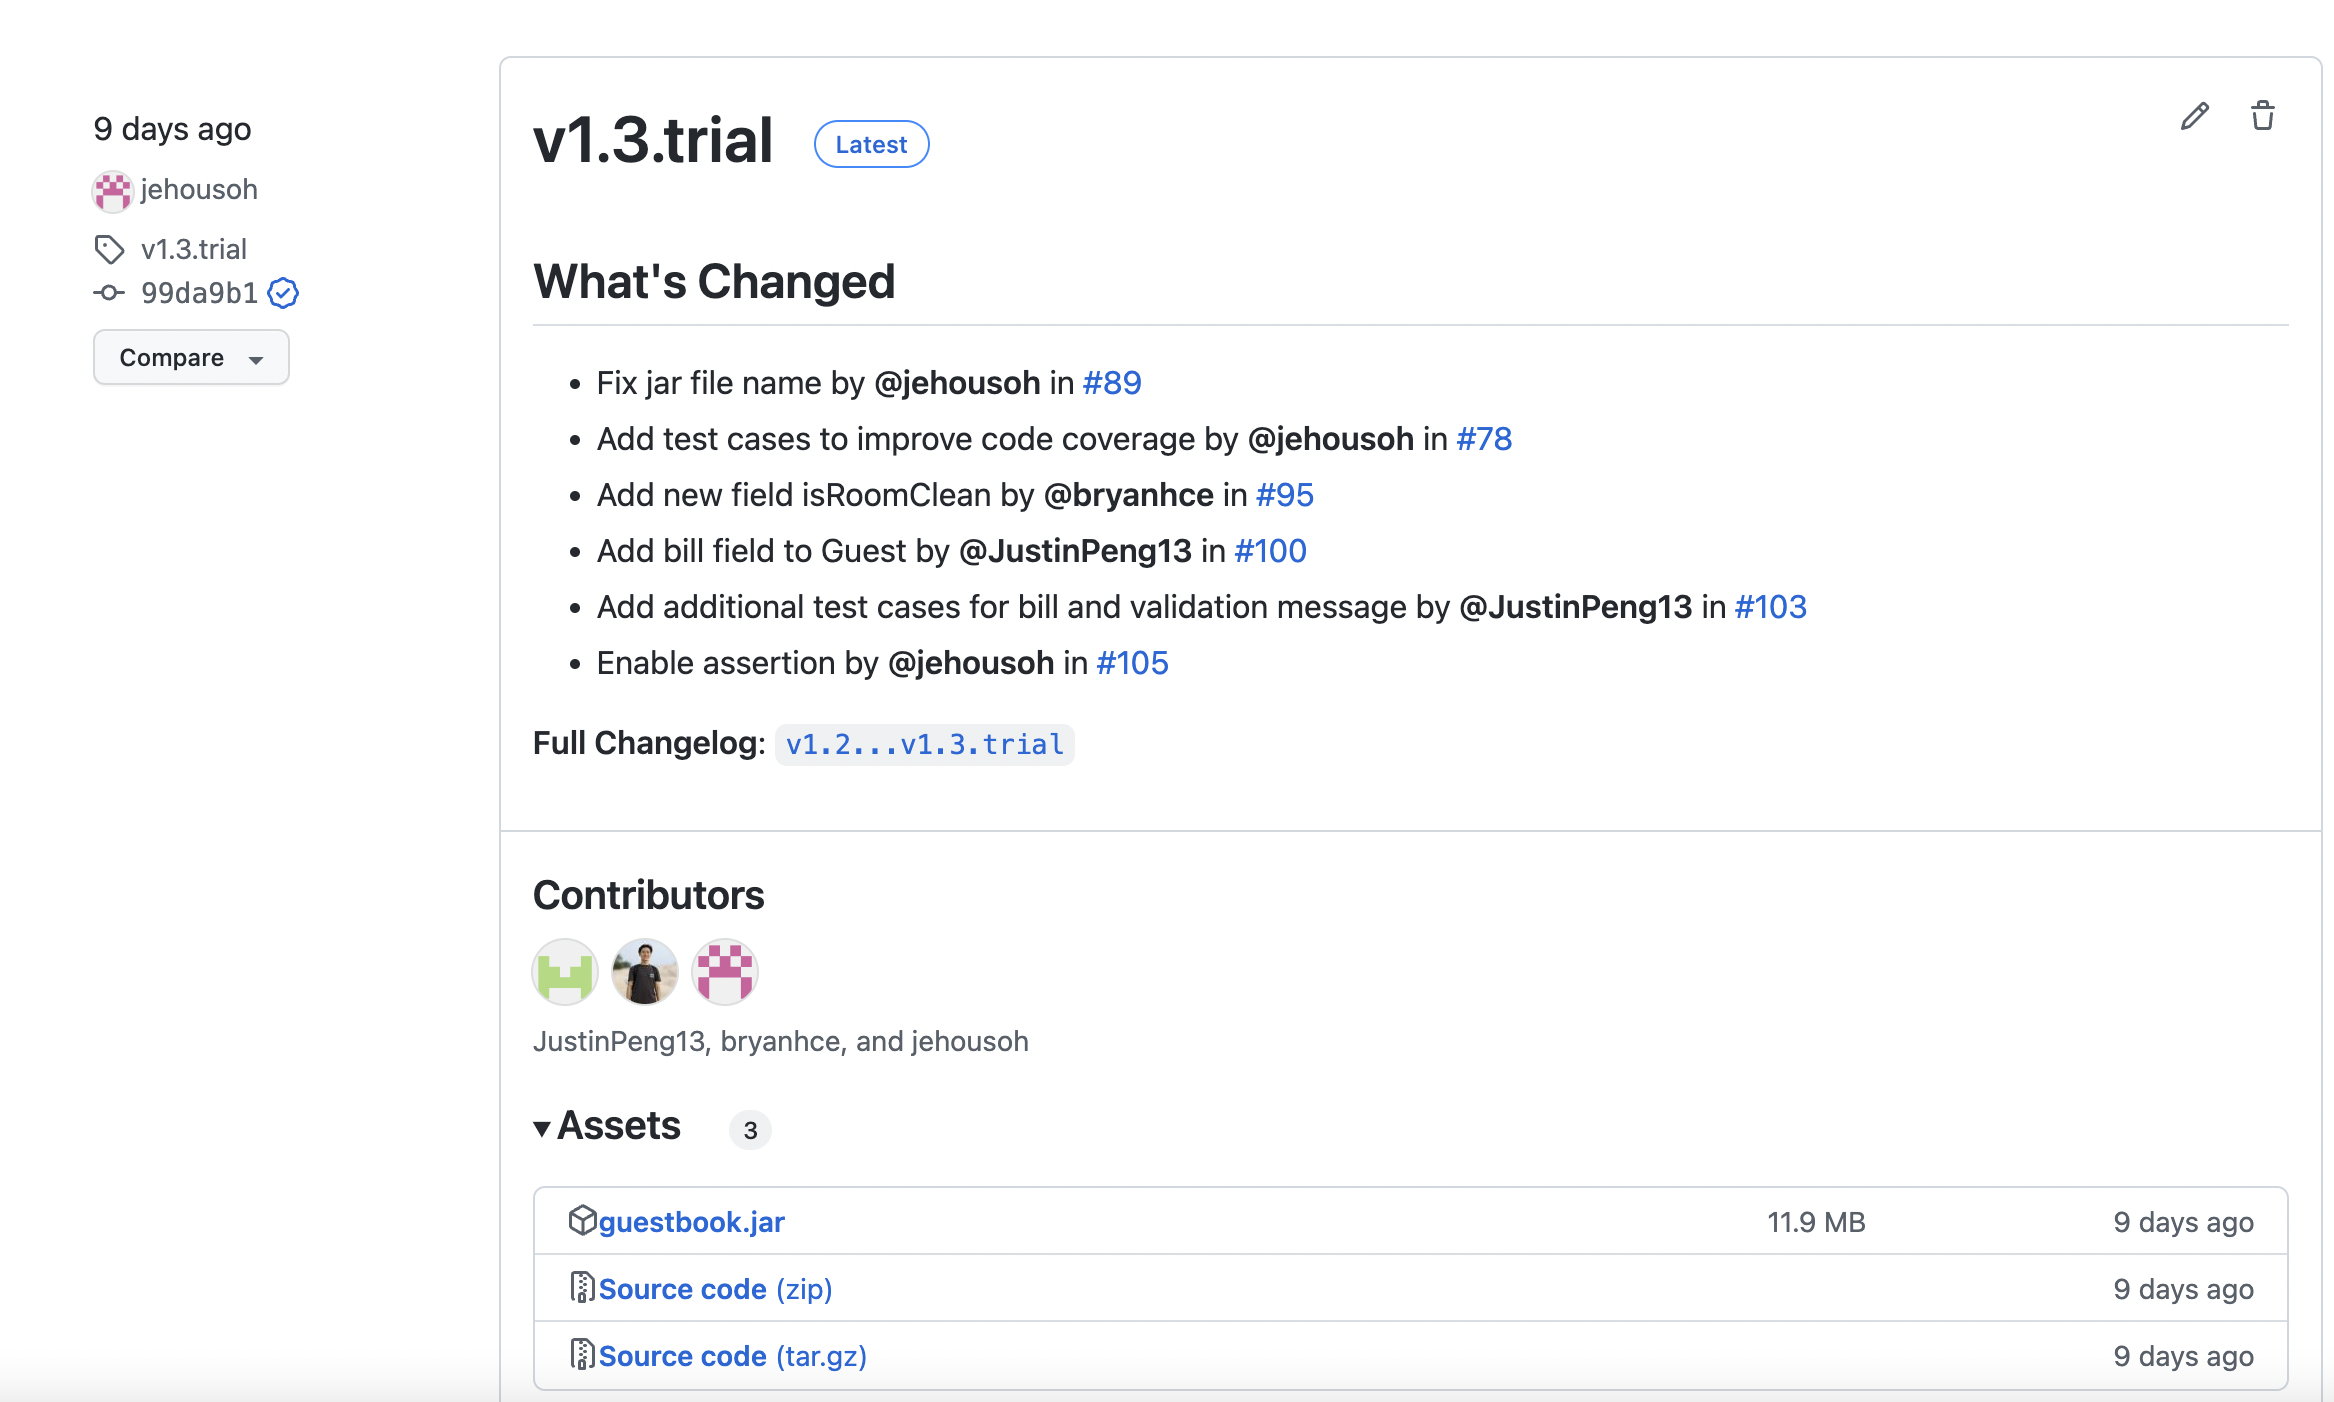 9 days ago
jehousoh
v1.3.trial
99da9b1
Compare
v1.3.trial Latest
What's Changed
• Fix jar file name by @jehousoh in #89
• Add test cases to improve code coverage by @jehousoh in #78
• Add new field isRoomClean by @bryanhce in #95
• Add bill field to Guest by @JustinPeng13 in #100
• Add additional test cases for bill and validation message by @JustinPeng13 in #103
• Enable assertion by @jehousoh in #105
Full Changelog: v1.2...v1.3.trial
Contributors
JustinPeng13, bryanhce, and jehousoh
Assets 3
guestbook.jar 11.9 MB 9 days ago
Source code (zip) 9 days ago
Source code (tar.gz) 9 days ago